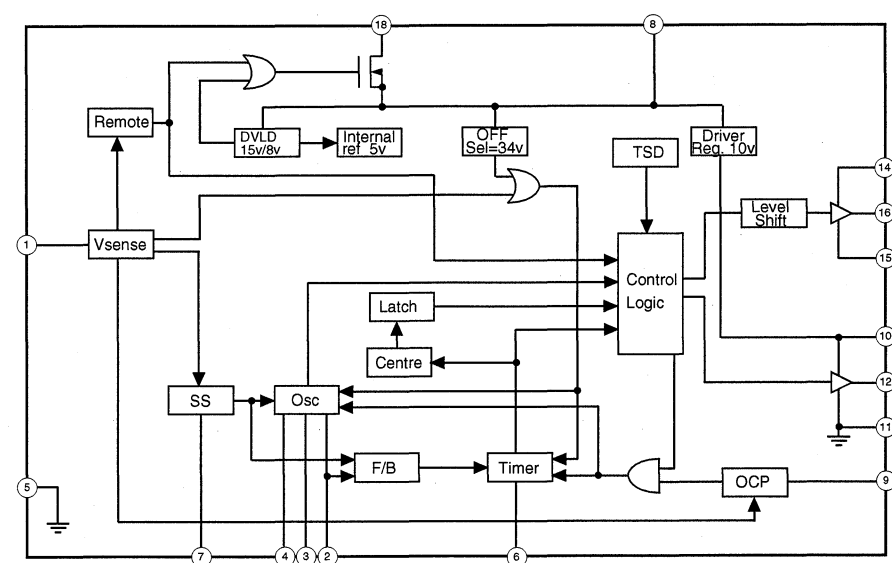 18
8
Remote
DVLD
15v/8v
Internal
ref 5v
OFF
Sel=34v
TSD
Driver
Reg. 10v
14
Level
Shift
16
1
Vsense
15
Control
Logic
Latch
10
Centre
12
SS
Osc
11
F/B
Timer
OCP
9
5
7
4
3
2
6